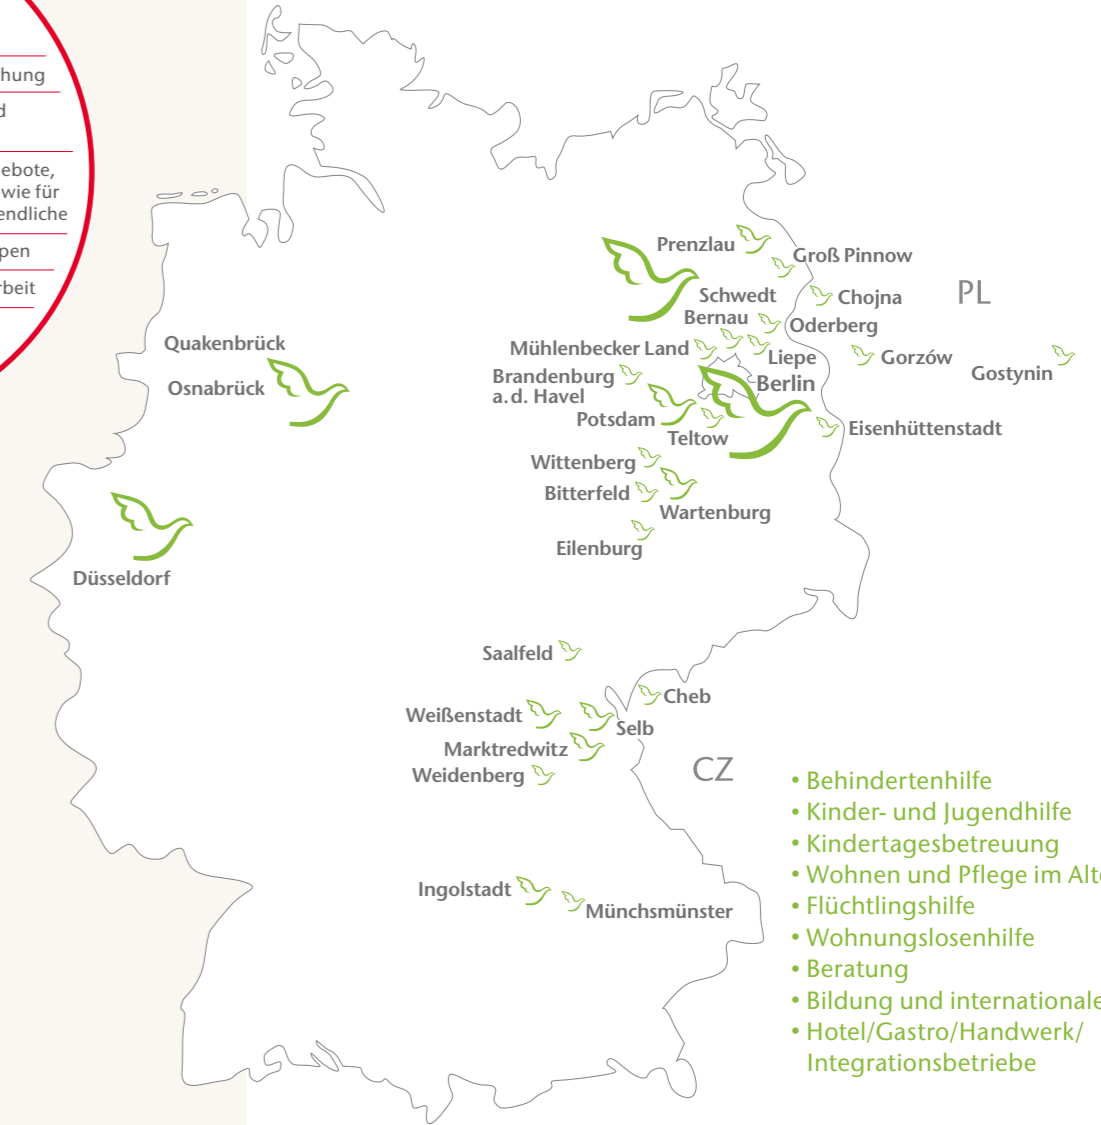 Prenzlau
Groß Pinnow
Schwedt
Chojna
PL
Bernau
Oderberg
Quakenbrück
Mühlenbecker Land
Liepe
Gorzów
Gostynin
Osnabrück
Brandenburg
a. d. Havel
Berlin
Potsdam
Teltow
Eisenhüttenstadt
Wittenberg
Bitterfeld
Wartenburg
Eilenburg
Düsseldorf
Saalfeld
Cheb
Weißenstadt
Selb
Marktredwitz
Weidenberg
CZ
Ingolstadt
Münchsmünster
• Behindertenhilfe
• Kinder- und Jugendhilfe
• Kindertagesbetreuung
• Wohnen und Pflege im Alt
• Flüchtlingshilfe
• Wohnungslosenhilfe
• Beratung
• Bildung und internationale
• Hotel/Gastro/Handwerk/
Integrationsbetriebe
hung
d
ebote,
wie für
endliche
pen
rbeit